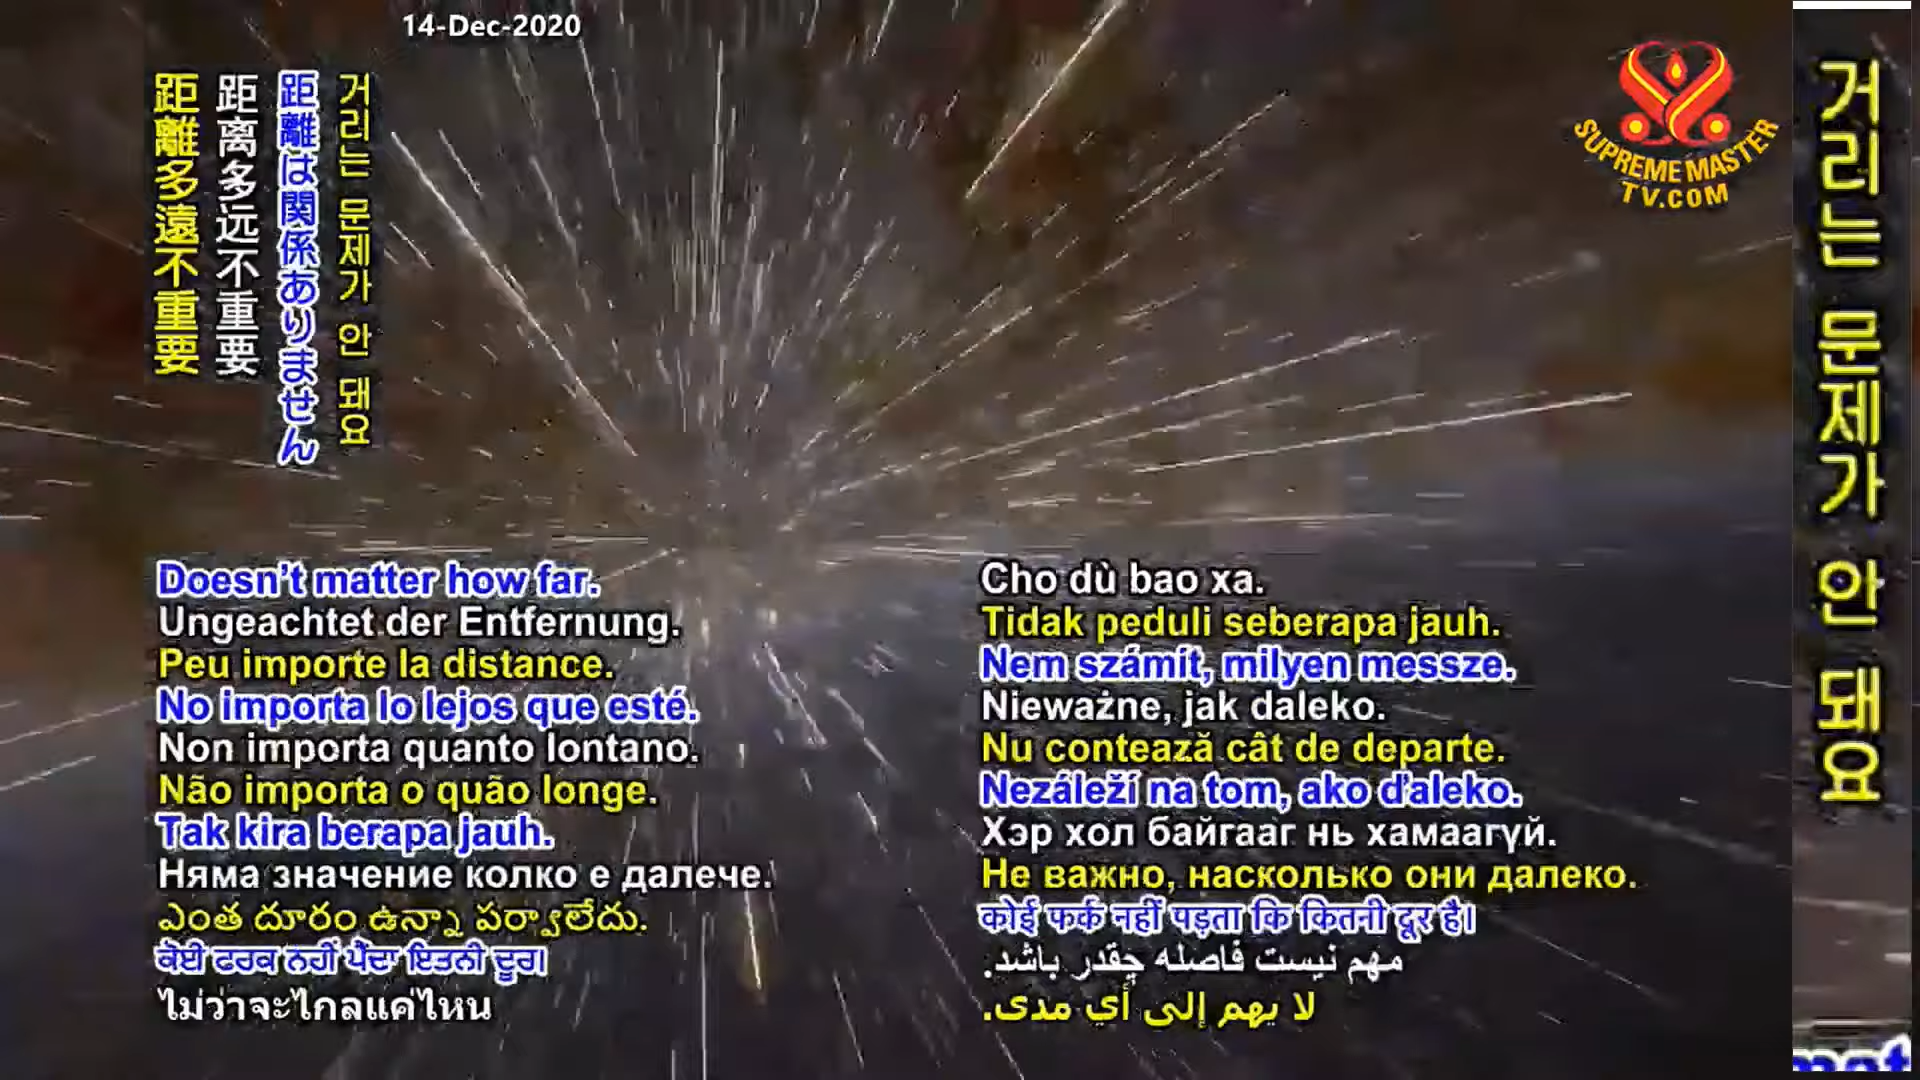 14-Dec-2020
SUPREME MASTER
TV.COM
距離多遠不重要
距离多远不重要
距離は関係ありません
거리는 문제가 안 돼요
Doesn’t matter how far.
Ungeachtet der Entfernung.
Peu importe la distance.
No importa lo lejos que esté.
Non importa quanto lontano.
Não importa o quão longe.
Tak kira berapa jauh.
Няма значение колко е далече.
ఎంత దూరం ఉన్నా పర్వాలేదు.
ਕੋਈ ਫਰਕ ਨਹੀਂ ਪੈਂਦਾ ਇਤਨੀ ਦੂਰ।
ไม่ว่าจะไกลแค่ไหน
Cho dù bao xa.
Tidak peduli seberapa jauh.
Nem számít, milyen messze.
Nieważne, jak daleko.
Nu contează cât de departe.
Nezáleží na tom, ako ďaleko.
Хэр хол байгааг нь хамаагүй.
Не важно, насколько они далеко.
कोई फर्क नहीं पड़ता कि कितनी दूर है।
مهم نیست فاصله چقدر باشد.
لا يهم إلى أي مدى.
거리는 문제가 안 돼요
mat